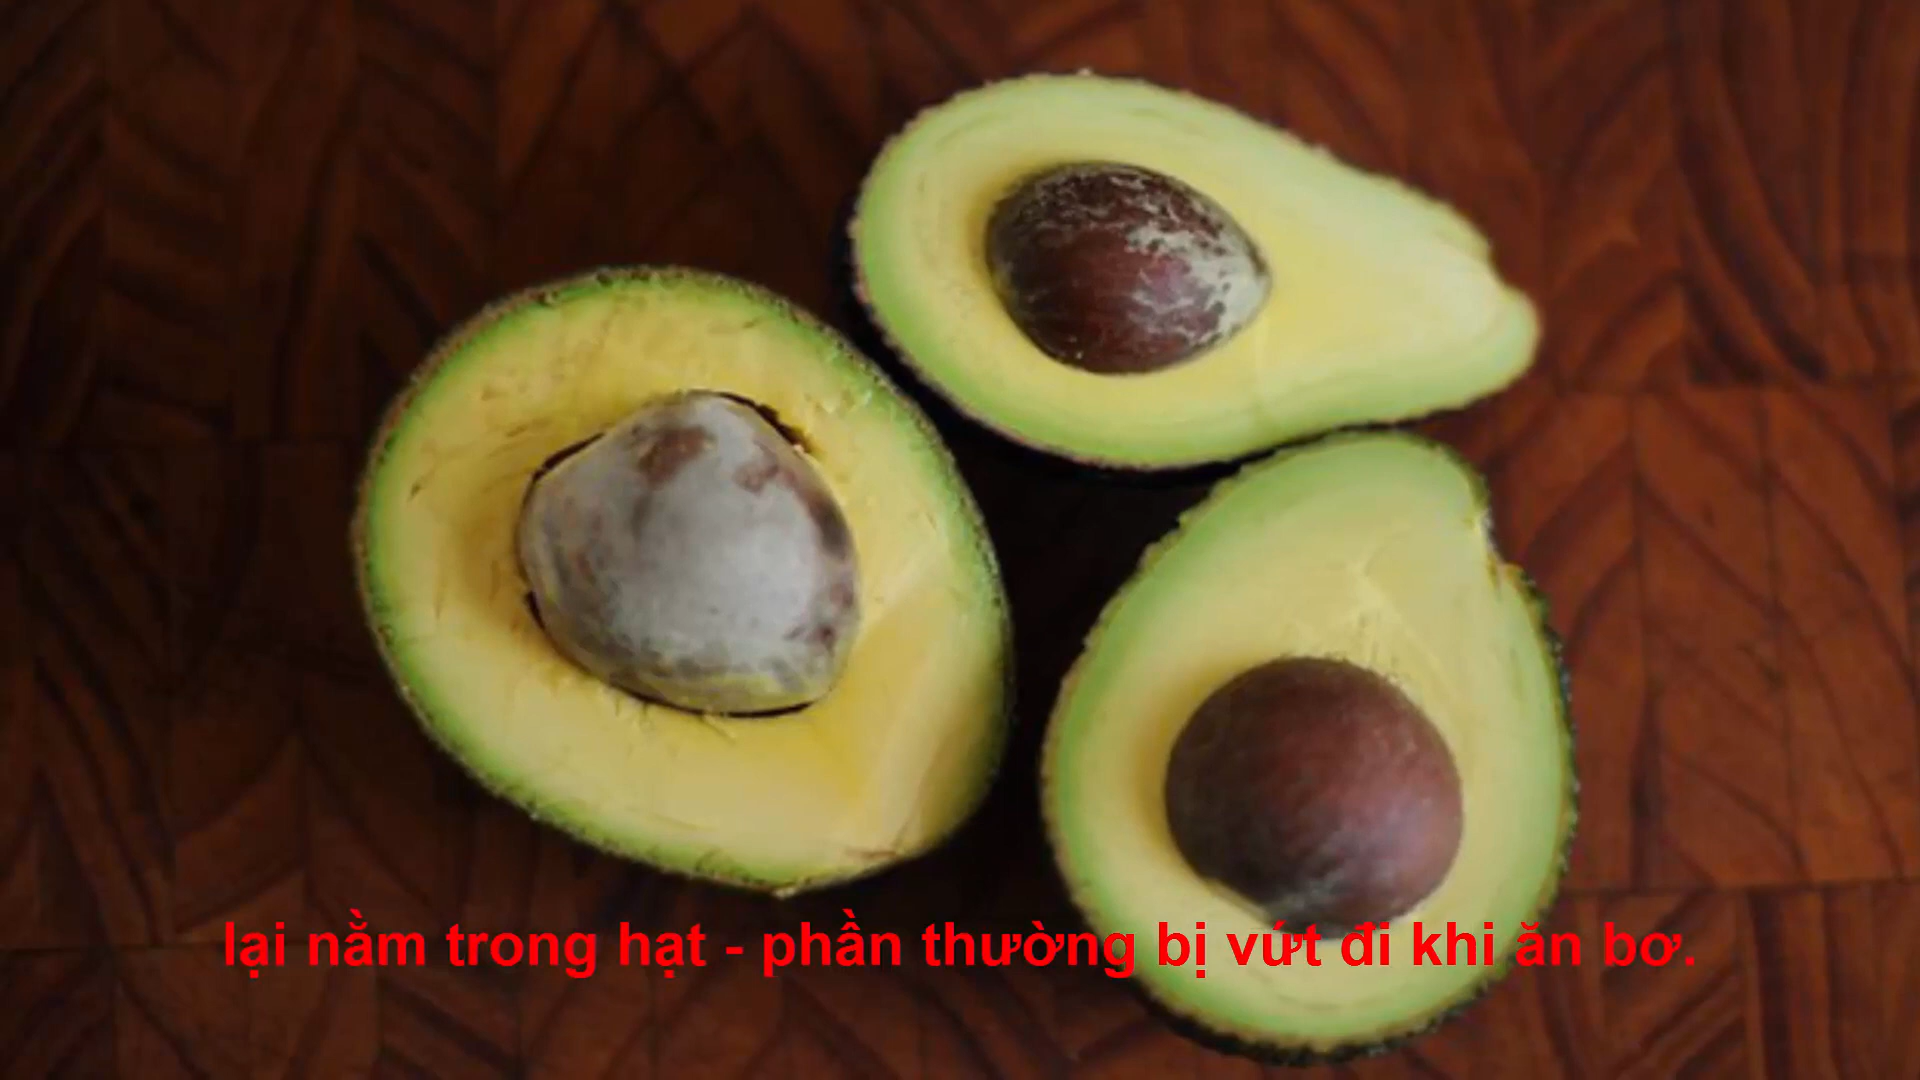 lại nằm trong hạt - phần thường bị vứt đi khi ăn bơ.